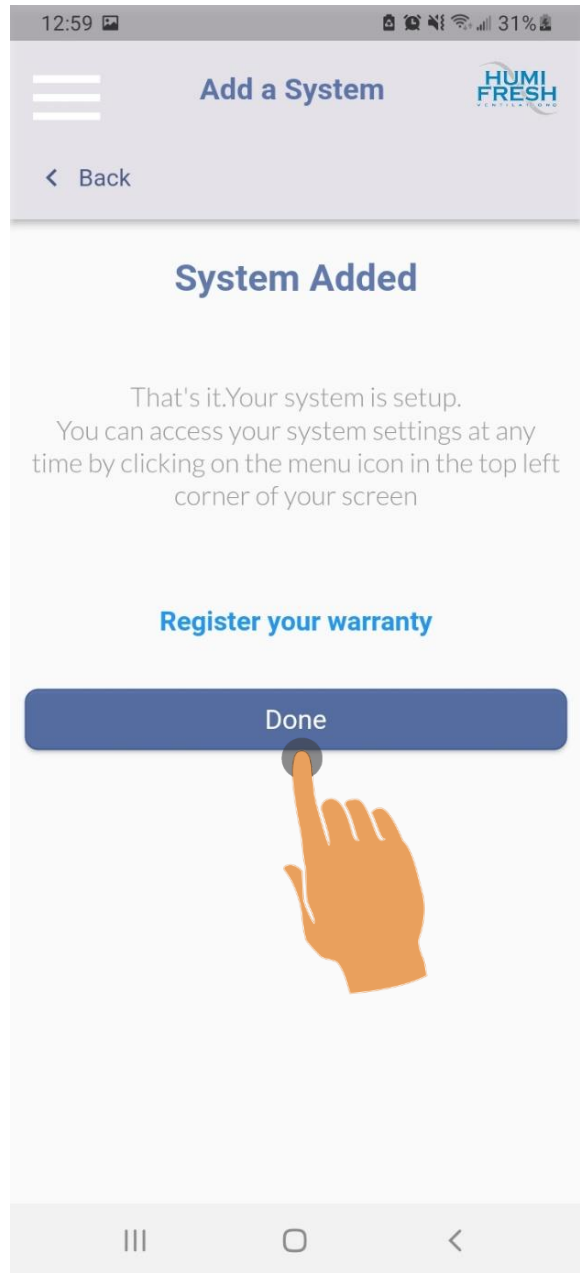 12:59 31%
Add a System
HUMI
FRESH
VENTILATIONS
Back
System Added
That's it.Your system is setup.
You can access your system settings at any
time by clicking on the menu icon in the top left
corner of your screen
Register your warranty
Done